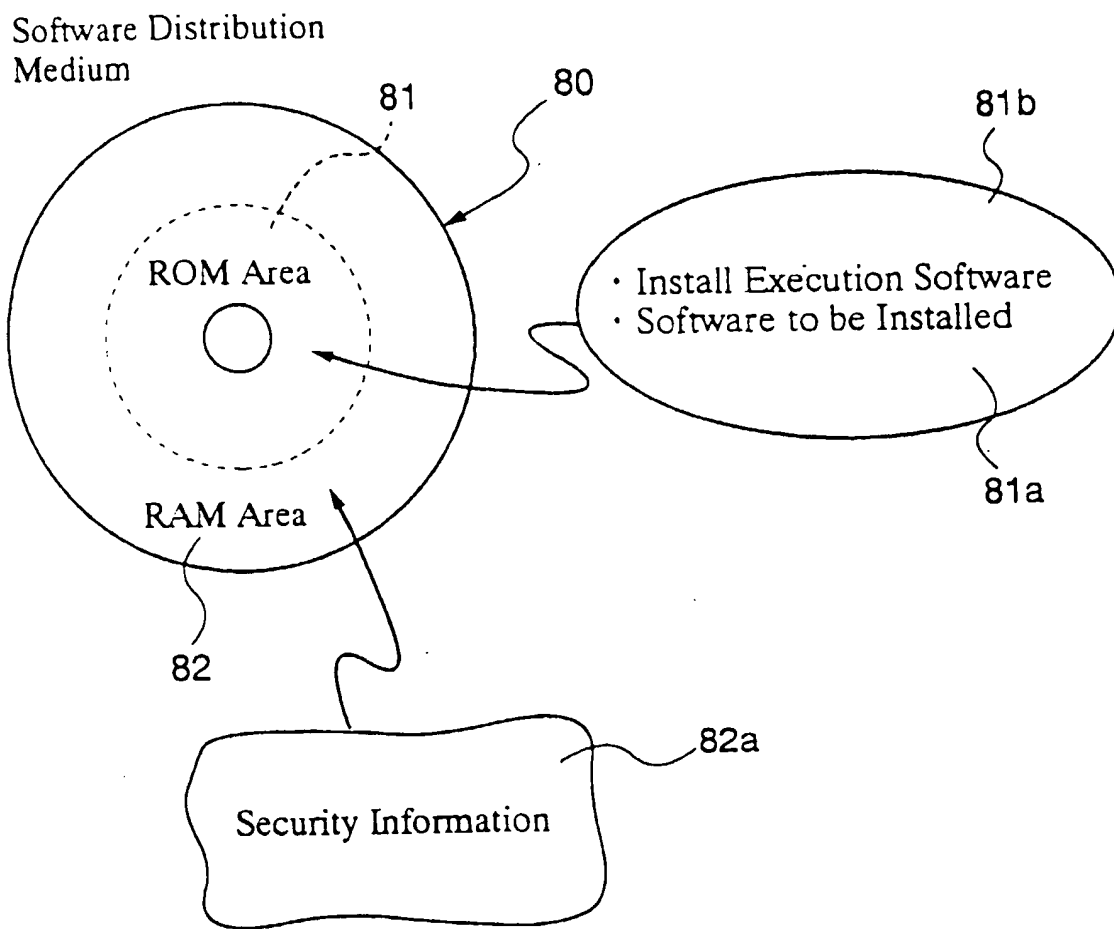 Software Distribution
Medium
81
80
81b
ROM Area
· Install Execution Software
· Software to be Installed
81a
RAM Area
82
82a
Security Information